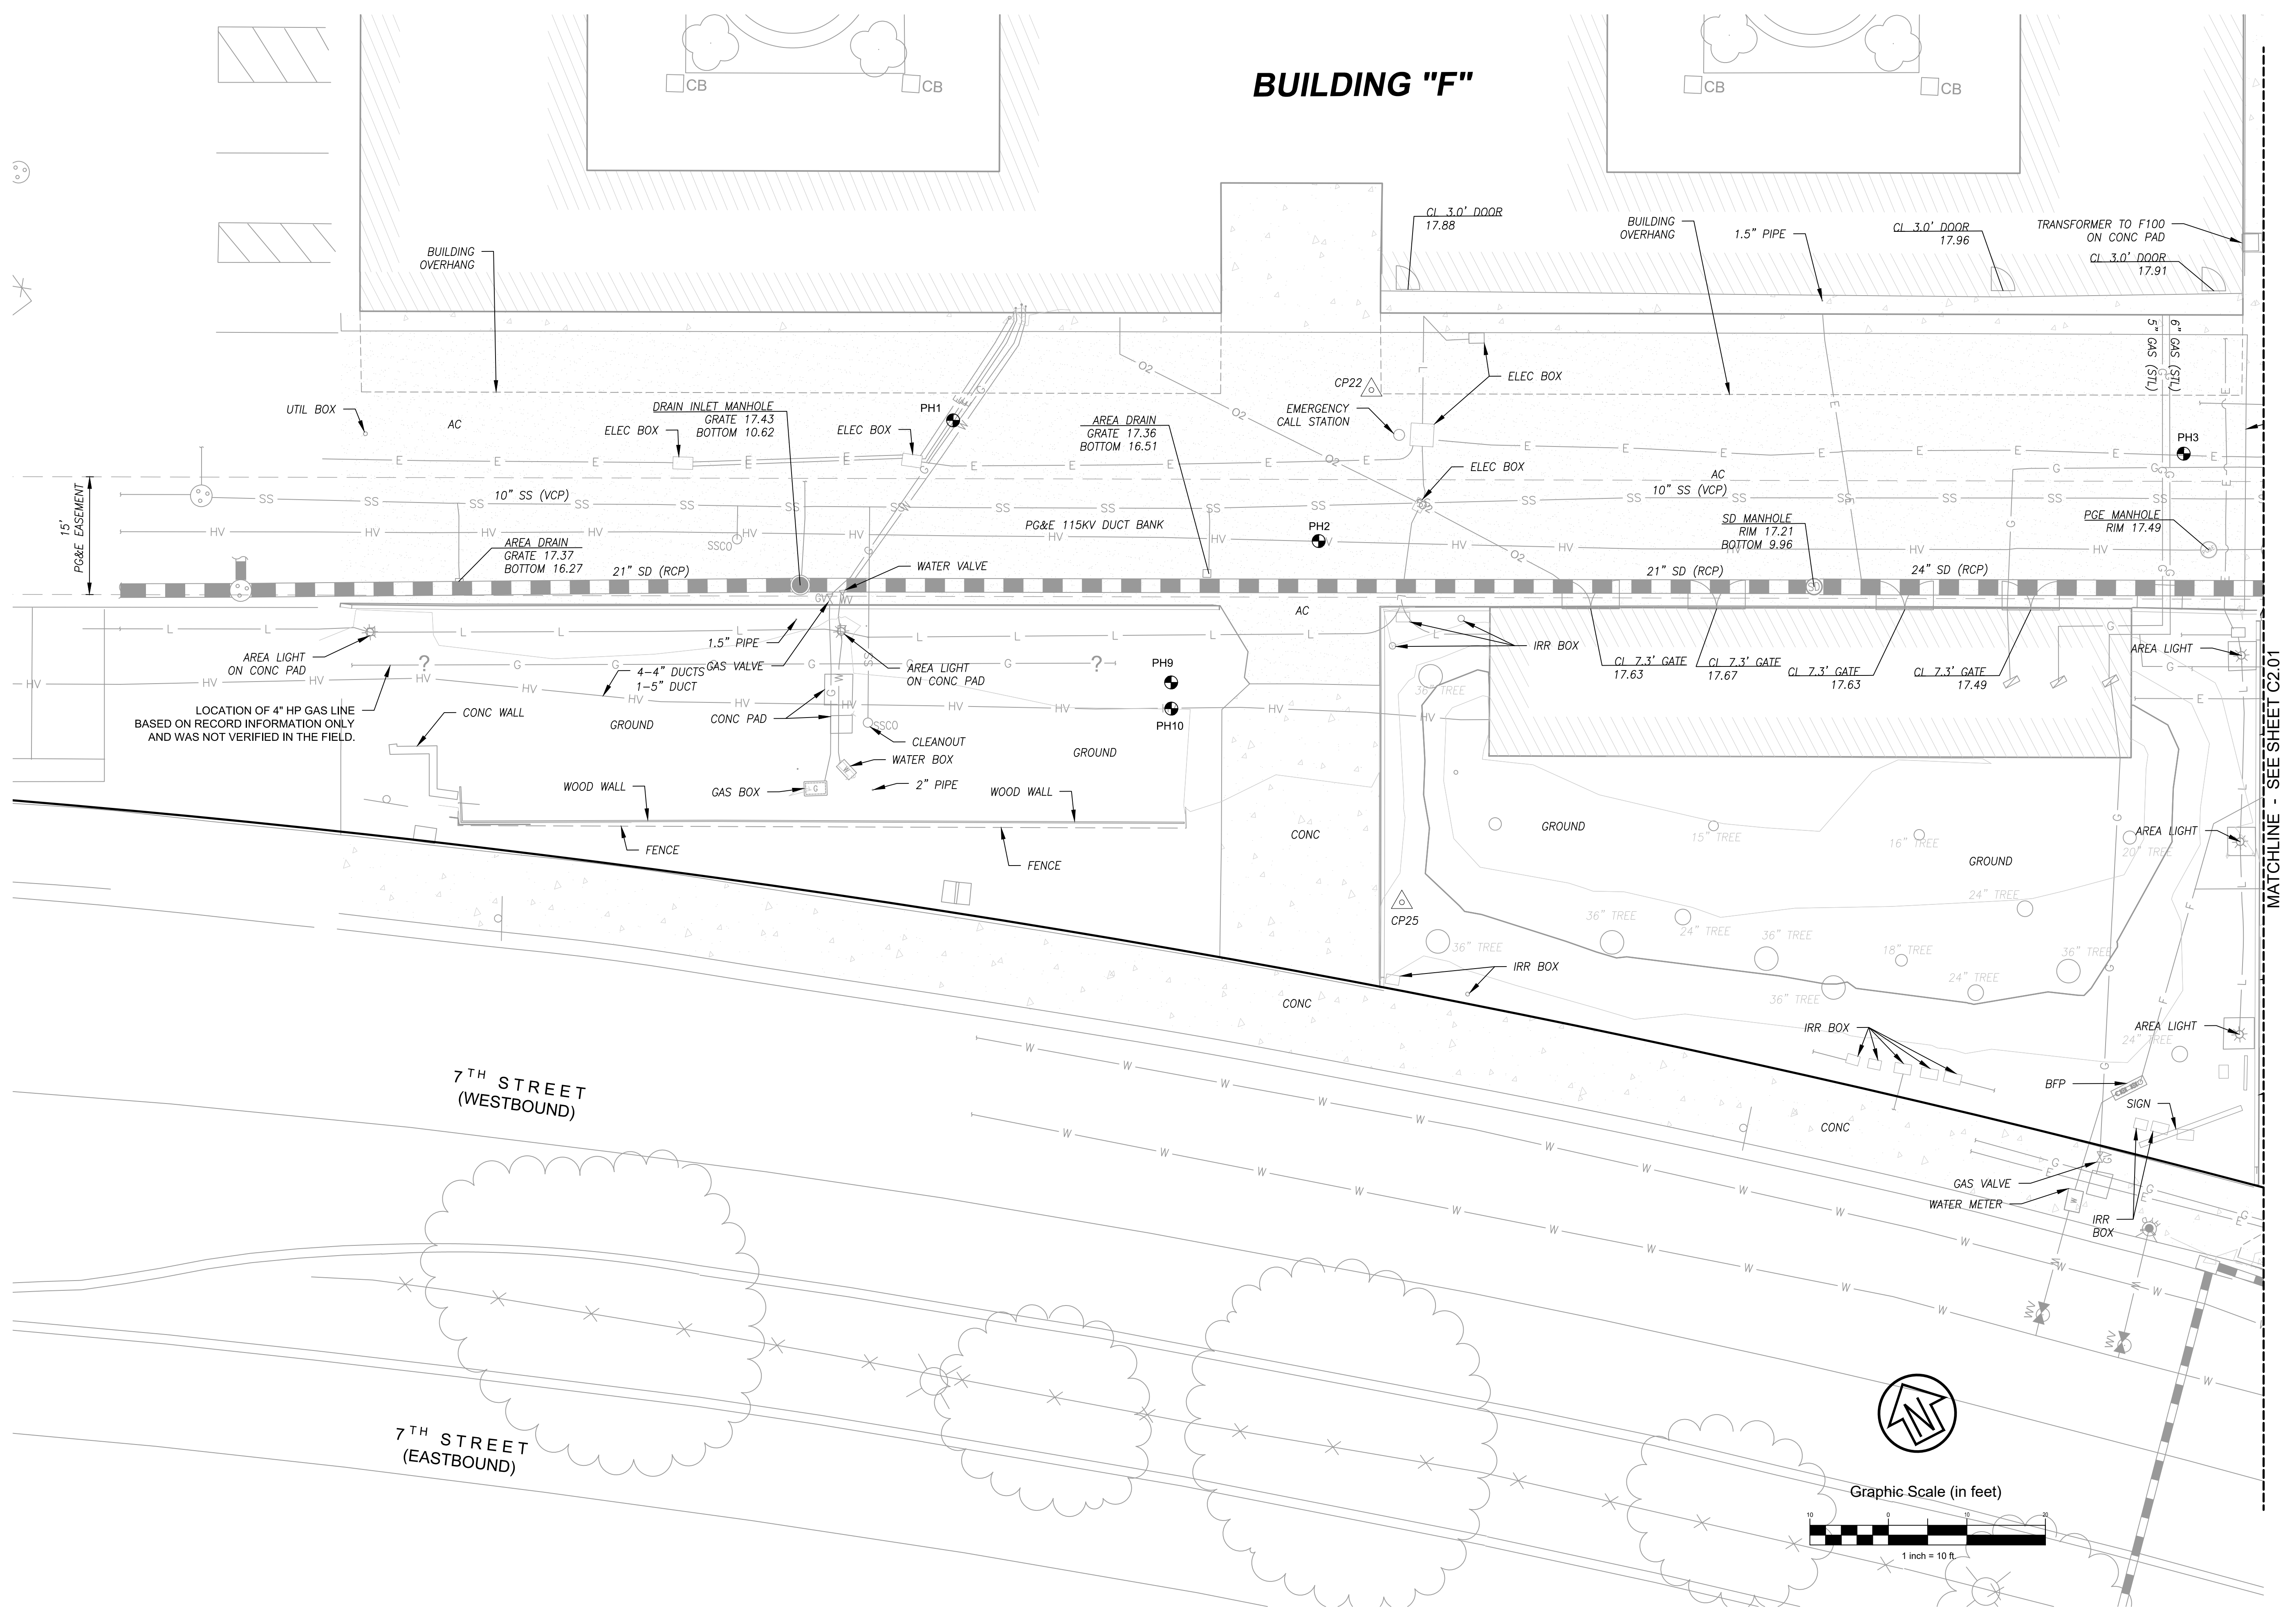 BUILDING "F"
CB
CB
CB
CB
CL 3.0' DOOR
17.88
BUILDING
OVERHANG
1.5" PIPE
CL 3.0' DOOR
17.96
TRANSFORMER TO F100
ON CONC PAD
CL 3.0' DOOR
17.91
BUILDING
OVERHANG
5" GAS (STL)
6" GAS (STL)
UTIL BOX
AC
DRAIN INLET MANHOLE
GRATE 17.43
BOTTOM 10.62
ELEC BOX
ELEC BOX
PH1
AREA DRAIN
GRATE 17.36
BOTTOM 16.51
CP22
EMERGENCY
CALL STATION
ELEC BOX
ELEC BOX
PH3
AC
15'
PG&E EASEMENT
10" SS (VCP)
10" SS (VCP)
PG&E 115KV DUCT BANK
PH2
SD MANHOLE
RIM 17.21
BOTTOM 9.96
PGE MANHOLE
RIM 17.49
SSCO
AREA DRAIN
GRATE 17.37
BOTTOM 16.27
21" SD (RCP)
WATER VALVE
21" SD (RCP)
24" SD (RCP)
GV
WV
AC
1.5" PIPE
GAS VALVE
AREA LIGHT
ON CONC PAD
4-4" DUCTS
1-5" DUCT
AREA LIGHT
ON CONC PAD
PH9
PH10
IRR BOX
CL 7.3' GATE
17.63
CL 7.3' GATE
17.67
CL 7.3' GATE
17.63
CL 7.3' GATE
17.49
AREA LIGHT
LOCATION OF 4" HP GAS LINE
BASED ON RECORD INFORMATION ONLY
AND WAS NOT VERIFIED IN THE FIELD.
CONC WALL
GROUND
CONC PAD
SSCO
CLEANOUT
WATER BOX
GROUND
36" TREE
WOOD WALL
GAS BOX
2" PIPE
WOOD WALL
FENCE
FENCE
CONC
GROUND
15" TREE
16" TREE
GROUND
AREA LIGHT
20" TREE
MATCHLINE - SEE SHEET C2.01
CP25
36" TREE
36" TREE
24" TREE
36" TREE
18" TREE
24" TREE
36" TREE
24" TREE
36" TREE
IRR BOX
CONC
IRR BOX
AREA LIGHT
24" TREE
BFP
SIGN
CONC
GAS VALVE
GV
WATER METER
IRR
BOX
WV
WV
7TH STREET
(WESTBOUND)
7TH STREET
(EASTBOUND)
N
Graphic Scale (in feet)
10 0 10 20
1 inch = 10 ft.